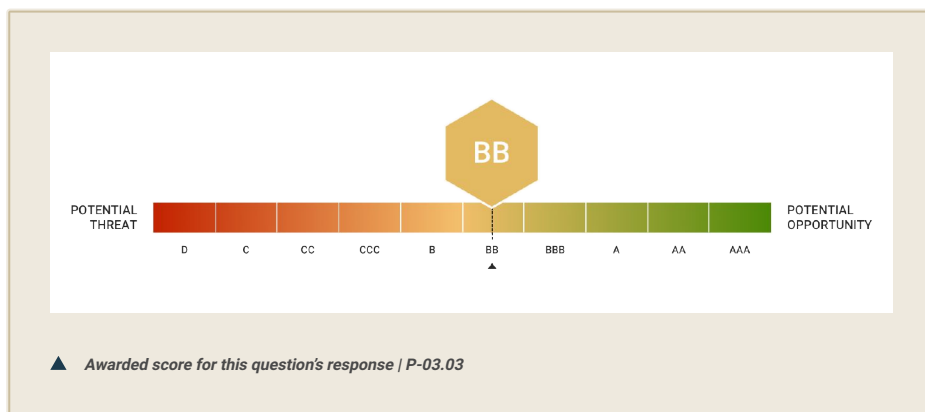 BB
POTENTIAL
THREAT
POTENTIAL
OPPORTUNITY
D C CC CCC B BB BBB A AA AAA
Awarded score for this question's response | P-03.03